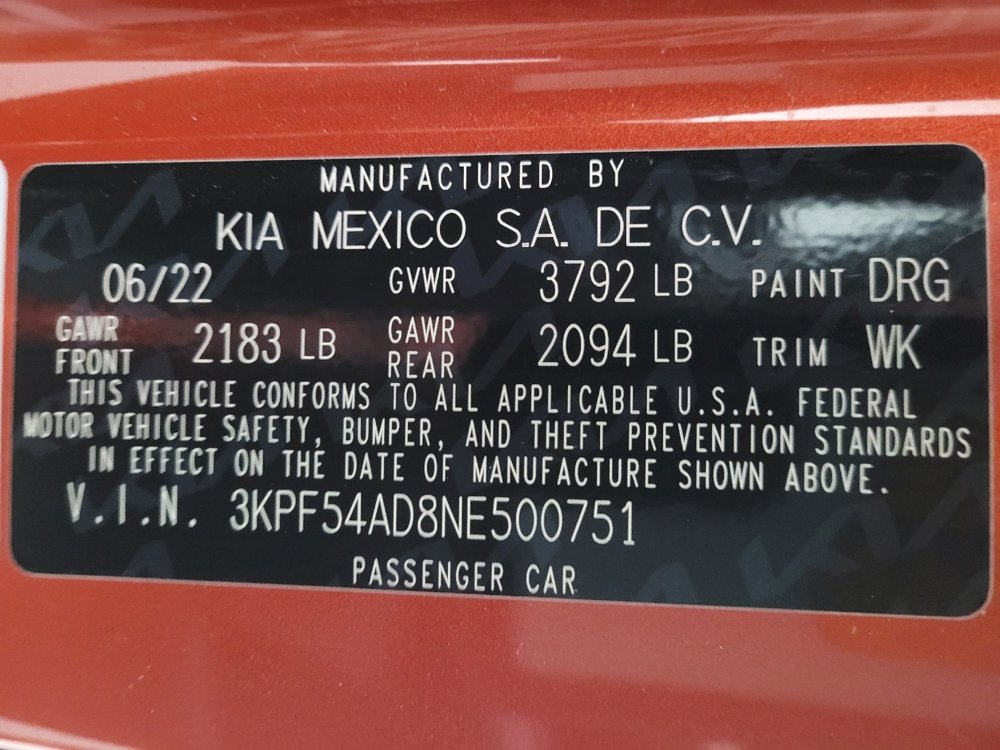 MANUFACTURED BY
KIA MEXICO S.A. DE C.V.
06/22 GVWR 3792 LB PAINT DRG
GAWR FRONT 2183 LB GAWR REAR 2094 LB TRIM WK
THIS VEHICLE CONFORMS TO ALL APPLICABLE U.S.A. FEDERAL
MOTOR VEHICLE SAFETY, BUMPER, AND THEFT PREVENTION STANDARDS
IN EFFECT ON THE DATE OF MANUFACTURE SHOWN ABOVE.
V.I.N. 3KPF54AD8NE500751
PASSENGER CAR